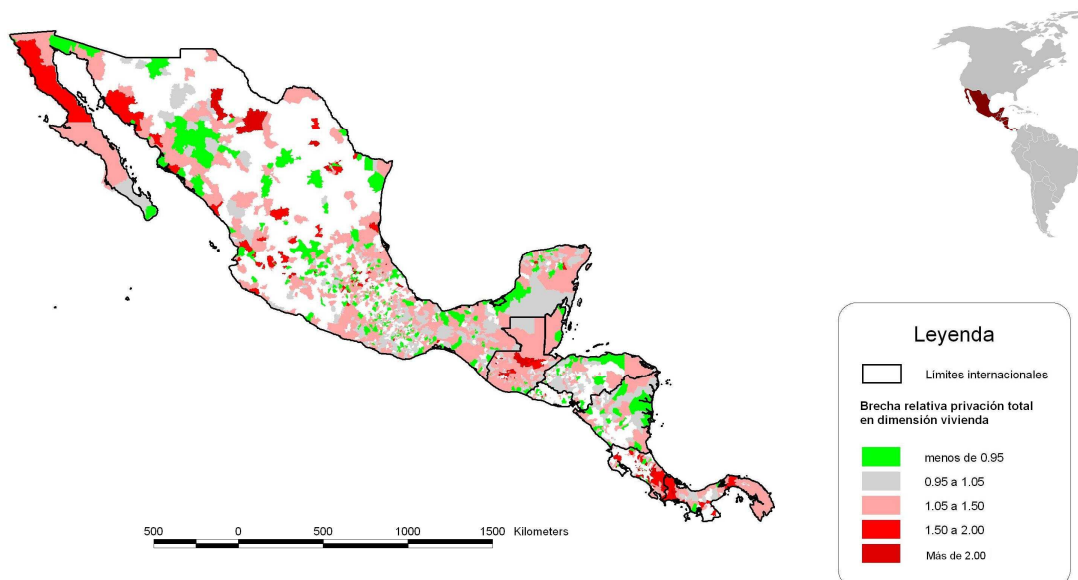 Leyenda
Límites internacionales
Brecha relativa privación total
en dimensión vivienda
menos de 0.95
0.95 a 1.05
1.05 a 1.50
1.50 a 2.00
Más de 2.00
500 0 500 1000 1500 Kilometers